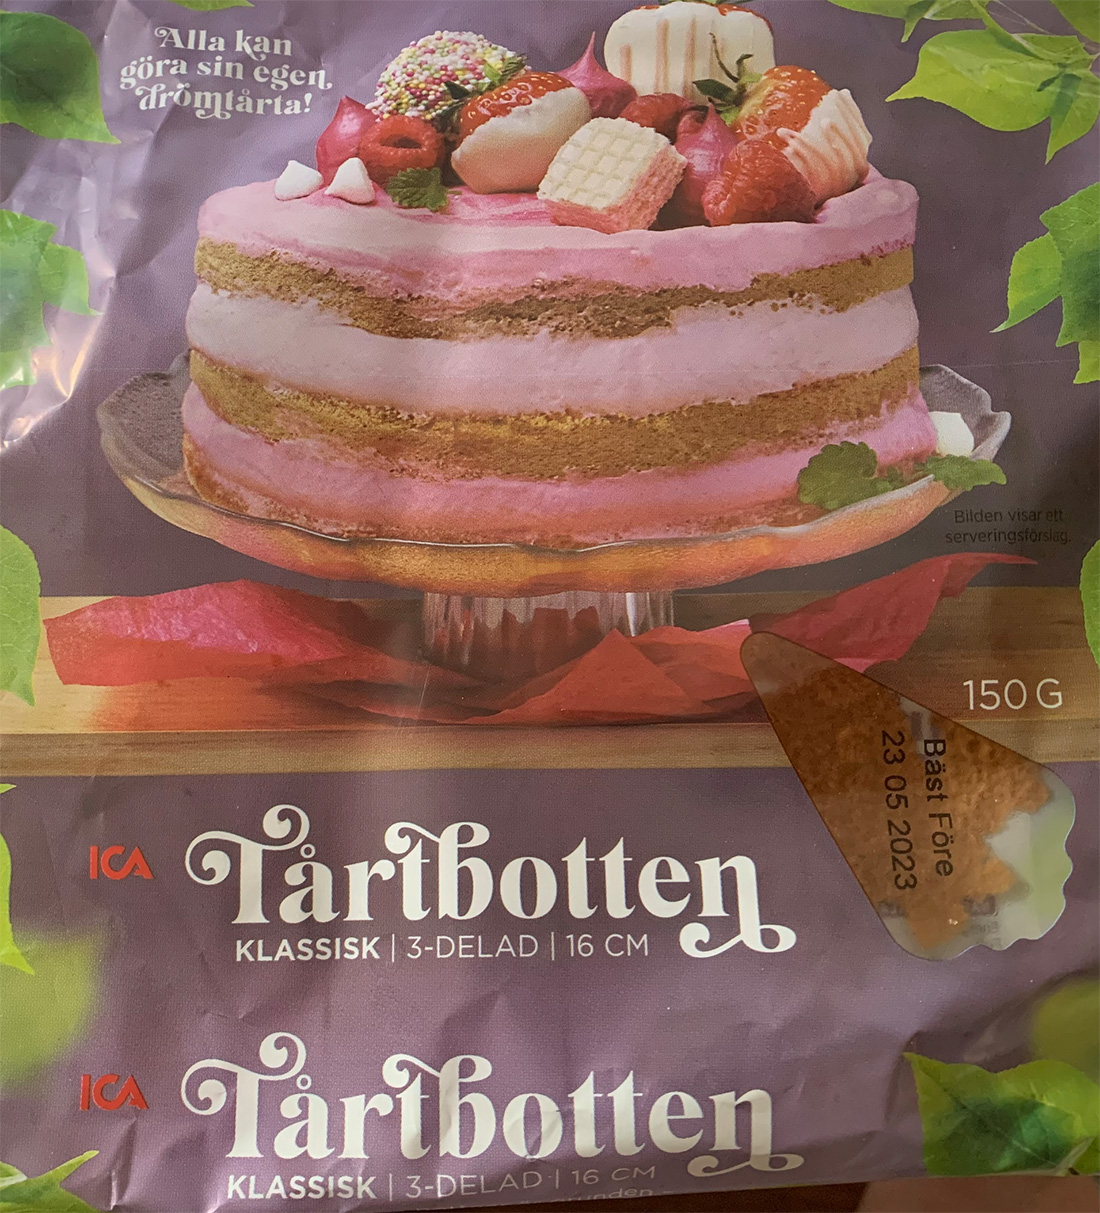 Alla kan
göra sin egen
drömtårta!
Bilden visar ett
serveringsförslag.
150 G
Bäst Före
23 05 2023
ICA
Tårtbotten
KLASSISK | 3-DELAD | 16 CM
ICA
Tårtbotten
KLASSISK | 3-DELAD | 16 CM